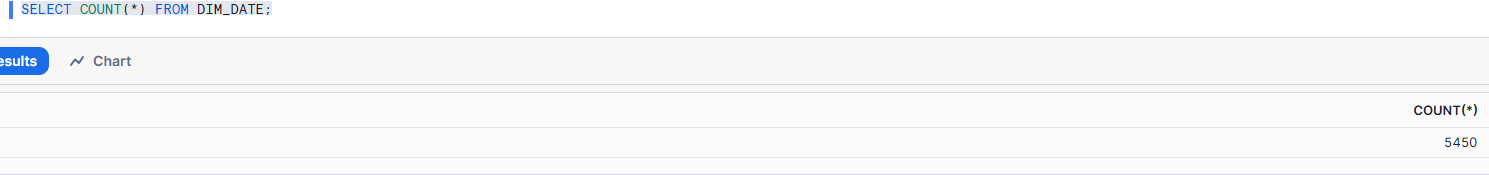 SELECT COUNT(*) FROM DIM_DATE;
esults Chart
COUNT(*)
5450